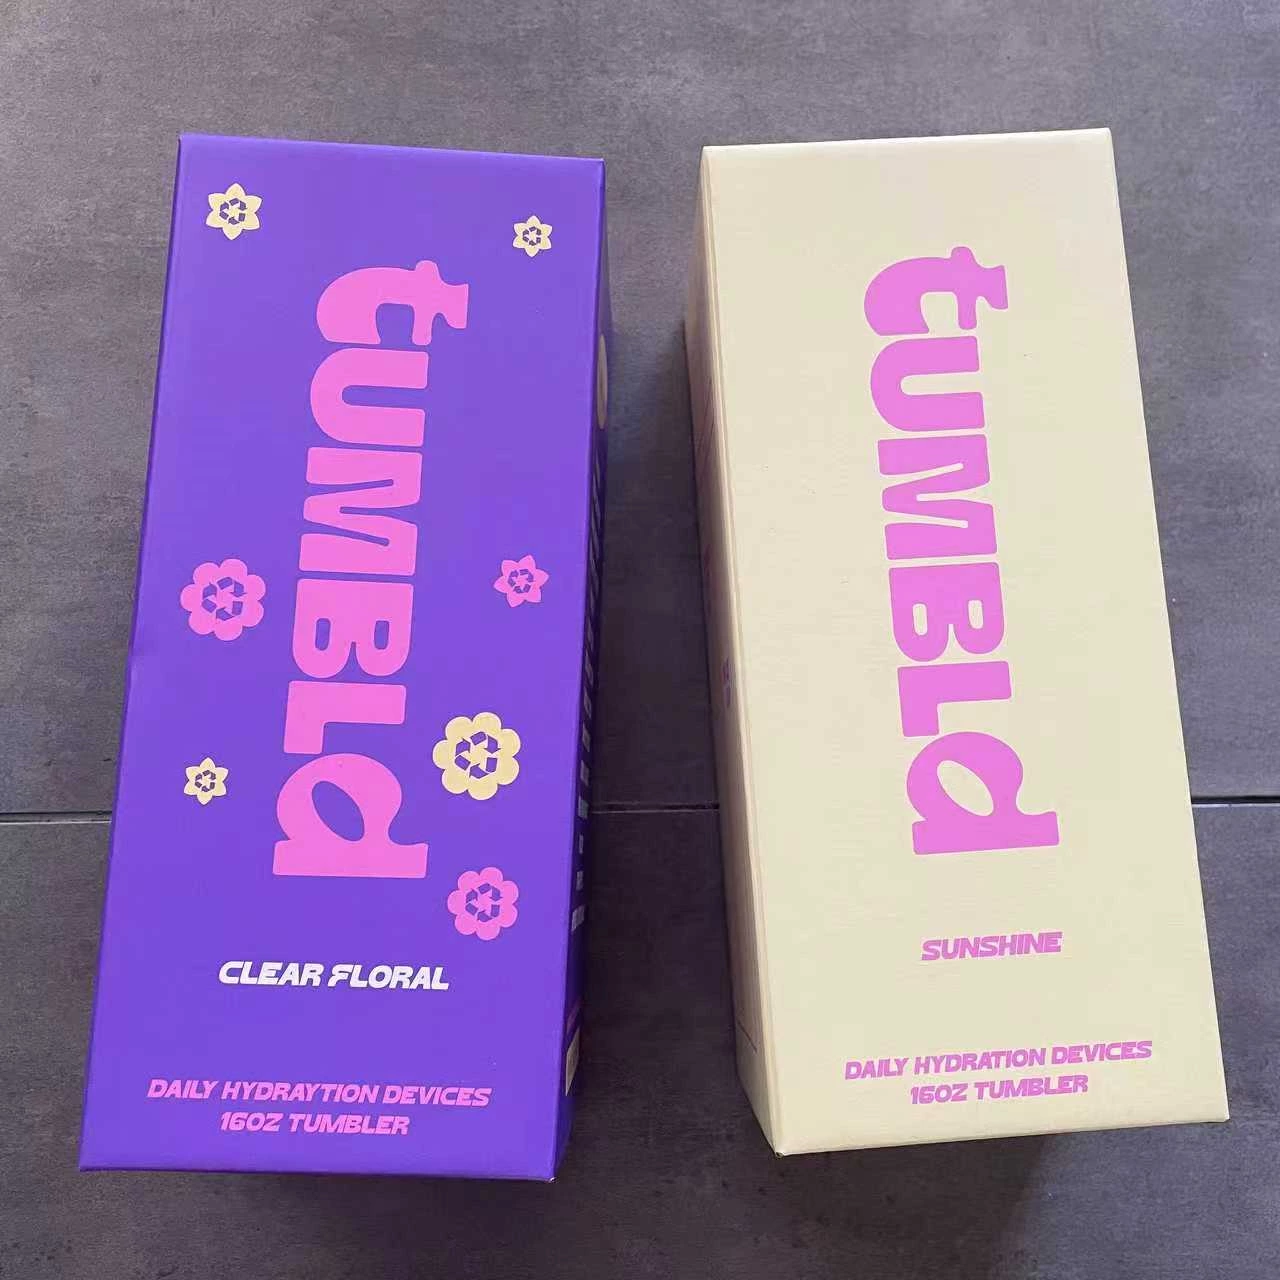 tUMBLd
CLEAR FLORAL
DAILY HYDRAYTION DEVICES
16OZ TUMBLER
tUMBLd
SUNSHINE
DAILY HYDRATION DEVICES
16OZ TUMBLER